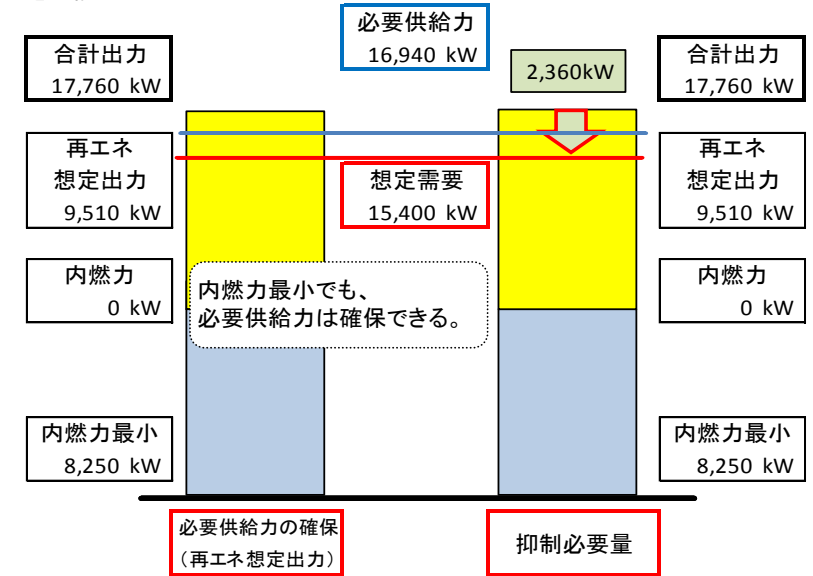 必要供給力
16,940 kW
合計出力
17,760 kW
2,360kW
合計出力
17,760 kW
再エネ
想定出力
9,510 kW
想定需要
15,400 kW
再エネ
想定出力
9,510 kW
内燃力
0 kW
内燃力最小でも、
必要供給力は確保できる。
内燃力
0 kW
内燃力最小
8,250 kW
内燃力最小
8,250 kW
必要供給力の確保
（再エネ想定出力）
抑制必要量